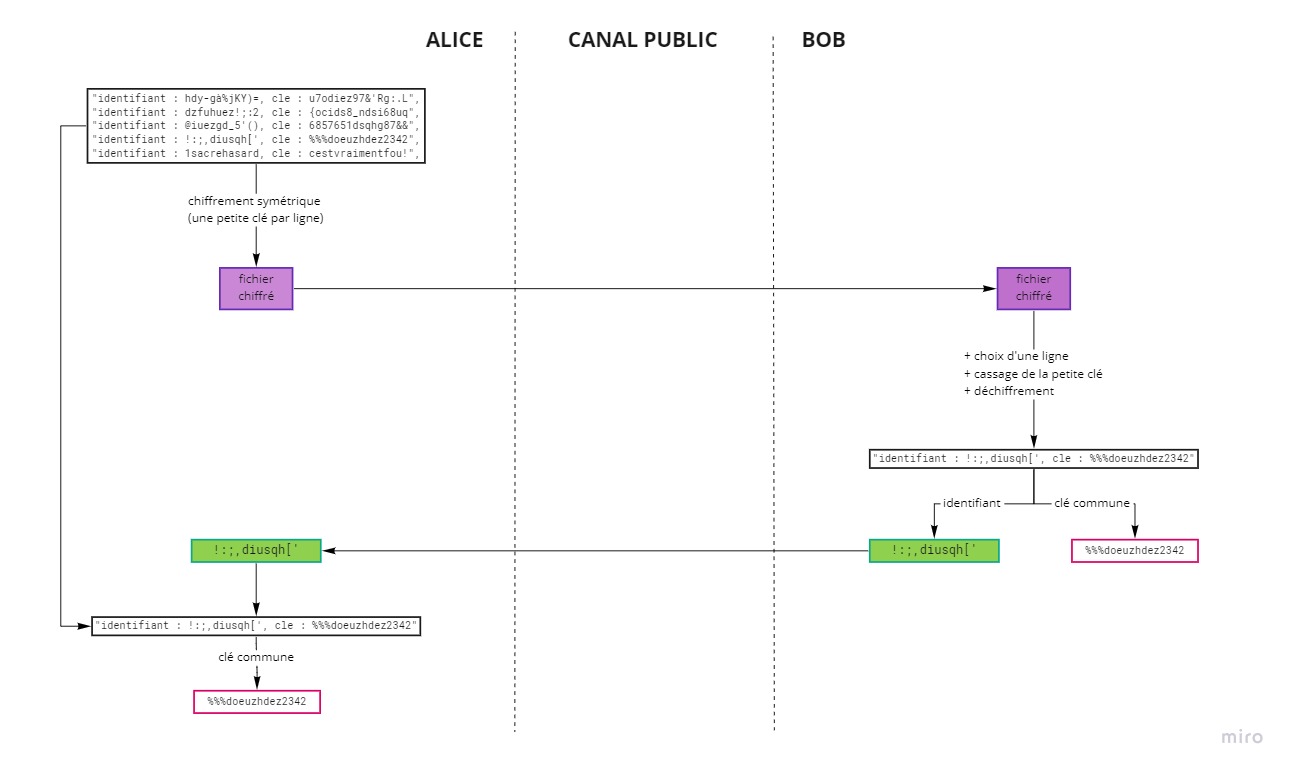 ALICE
CANAL PUBLIC
BOB
"identifiant : hdy-gà%jKY)=, cle : u7odiez97&'Rg:.L",
"identifiant : dzfuhuez!;:2, cle : {ocids8_ndsi68uq",
"identifiant : @iuezgd_5'(), cle : 6857651dsqhg87&&",
"identifiant : !:;,diusqh[', cle : %%%doeuzhdez2342",
"identifiant : 1sacrehasard, cle : cestvraimentfou!",
chiffrement symétrique
(une petite clé par ligne)
fichier
chiffré
fichier
chiffré
+ choix d'une ligne
+ cassage de la petite clé
+ déchiffrement
"identifiant : !:;,diusqh[', cle : %%%doeuzhdez2342"
identifiant
clé commune
!:;,diusqh['
!:;,diusqh['
%%%doeuzhdez2342
"identifiant : !:;,diusqh[', cle : %%%doeuzhdez2342"
clé commune
%%%doeuzhdez2342
miro